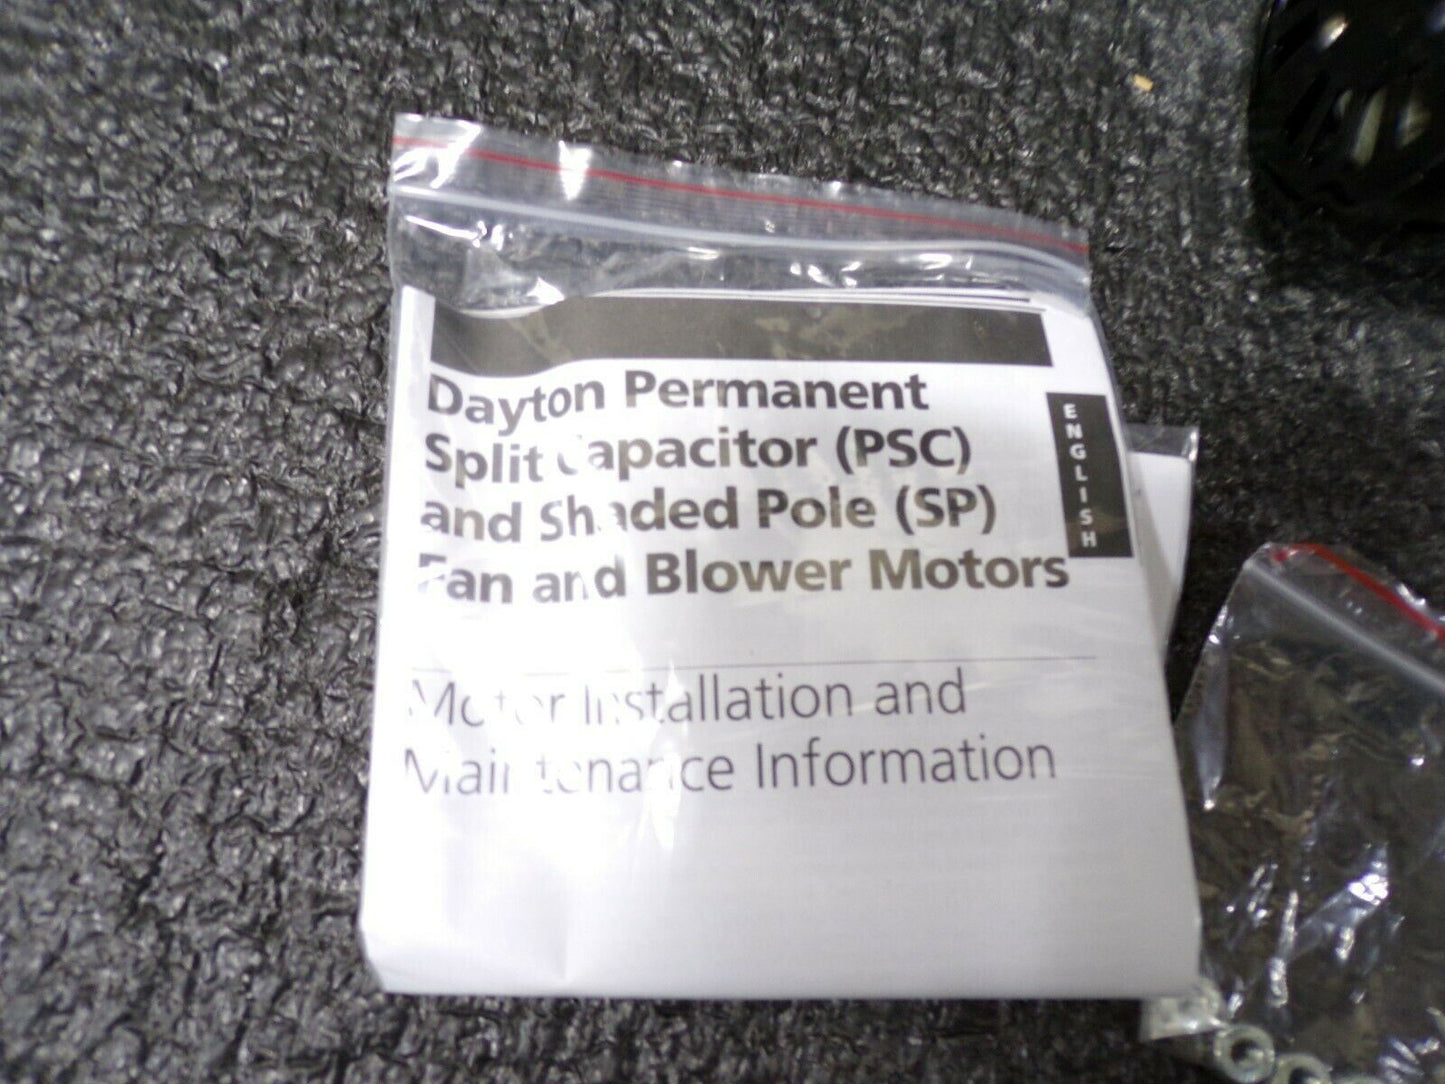 Dayton Permanent
Split Capacitor (PSC)
and Shaded Pole (SP)
Fan and Blower Motors
ENGLISH
Motor Installation and
Maintenance Information